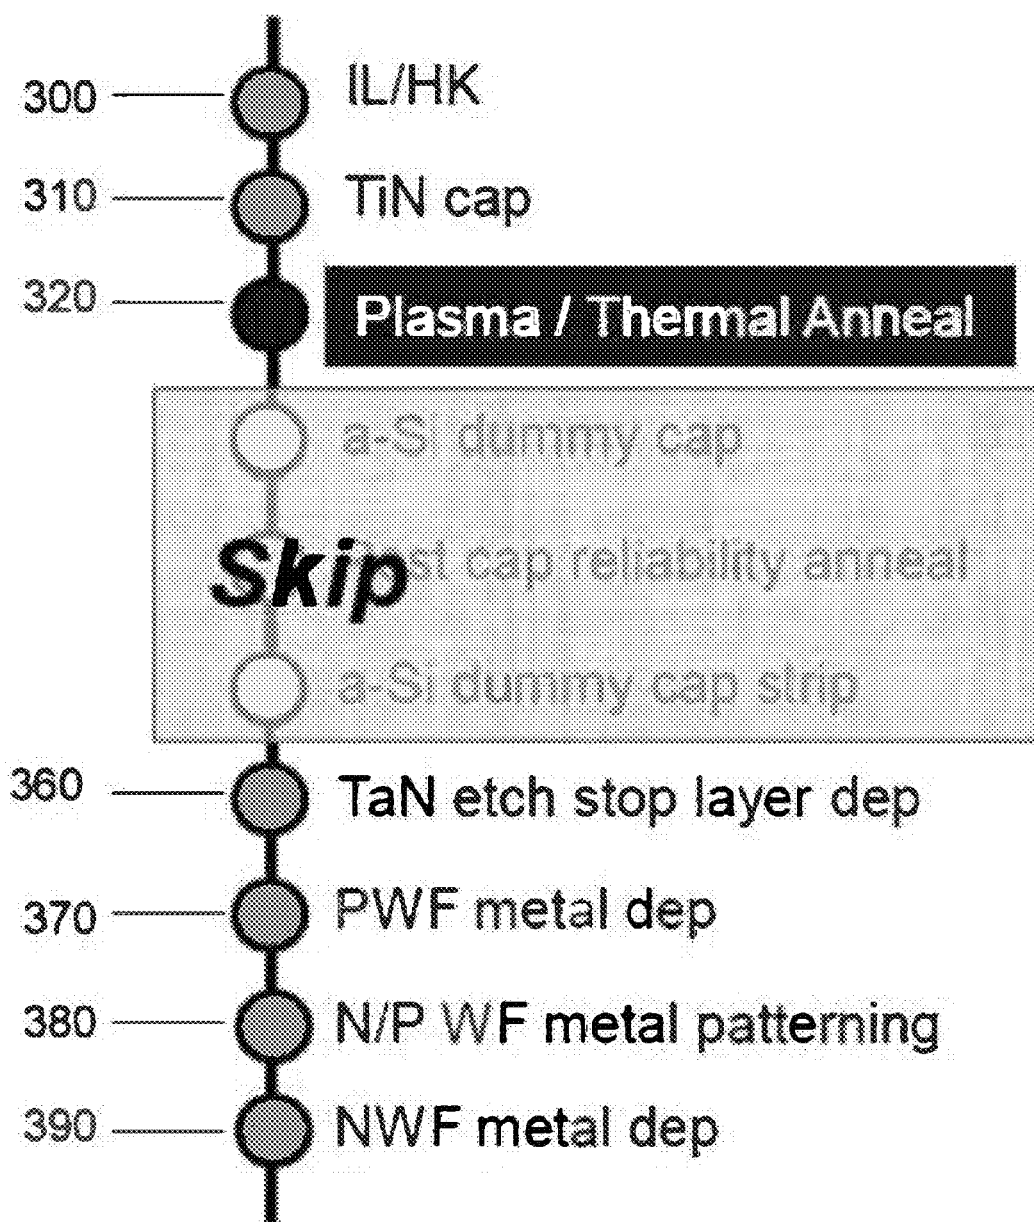 300 IL/HK
310 TiN cap
320 Plasma / Thermal Anneal
a-Si dummy cap
Skip st cap reliability anneal
a-Si dummy cap strip
360 TaN etch stop layer dep
370 PWF metal dep
380 N/P WF metal patterning
390 NWF metal dep